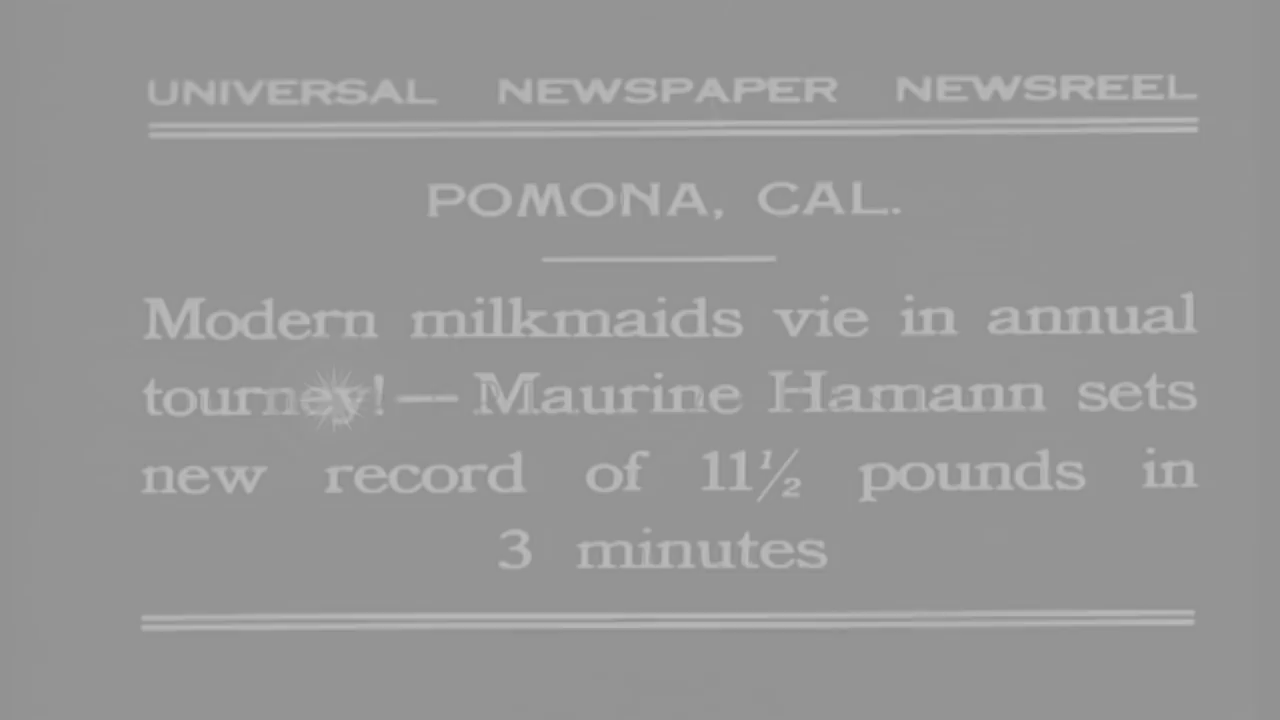 UNIVERSAL NEWSPAPER NEWSREEL
POMONA, CAL.
Modern milkmaids vie in annual
tourney!—Maurine Hamann sets
new record of 11½ pounds in
3 minutes